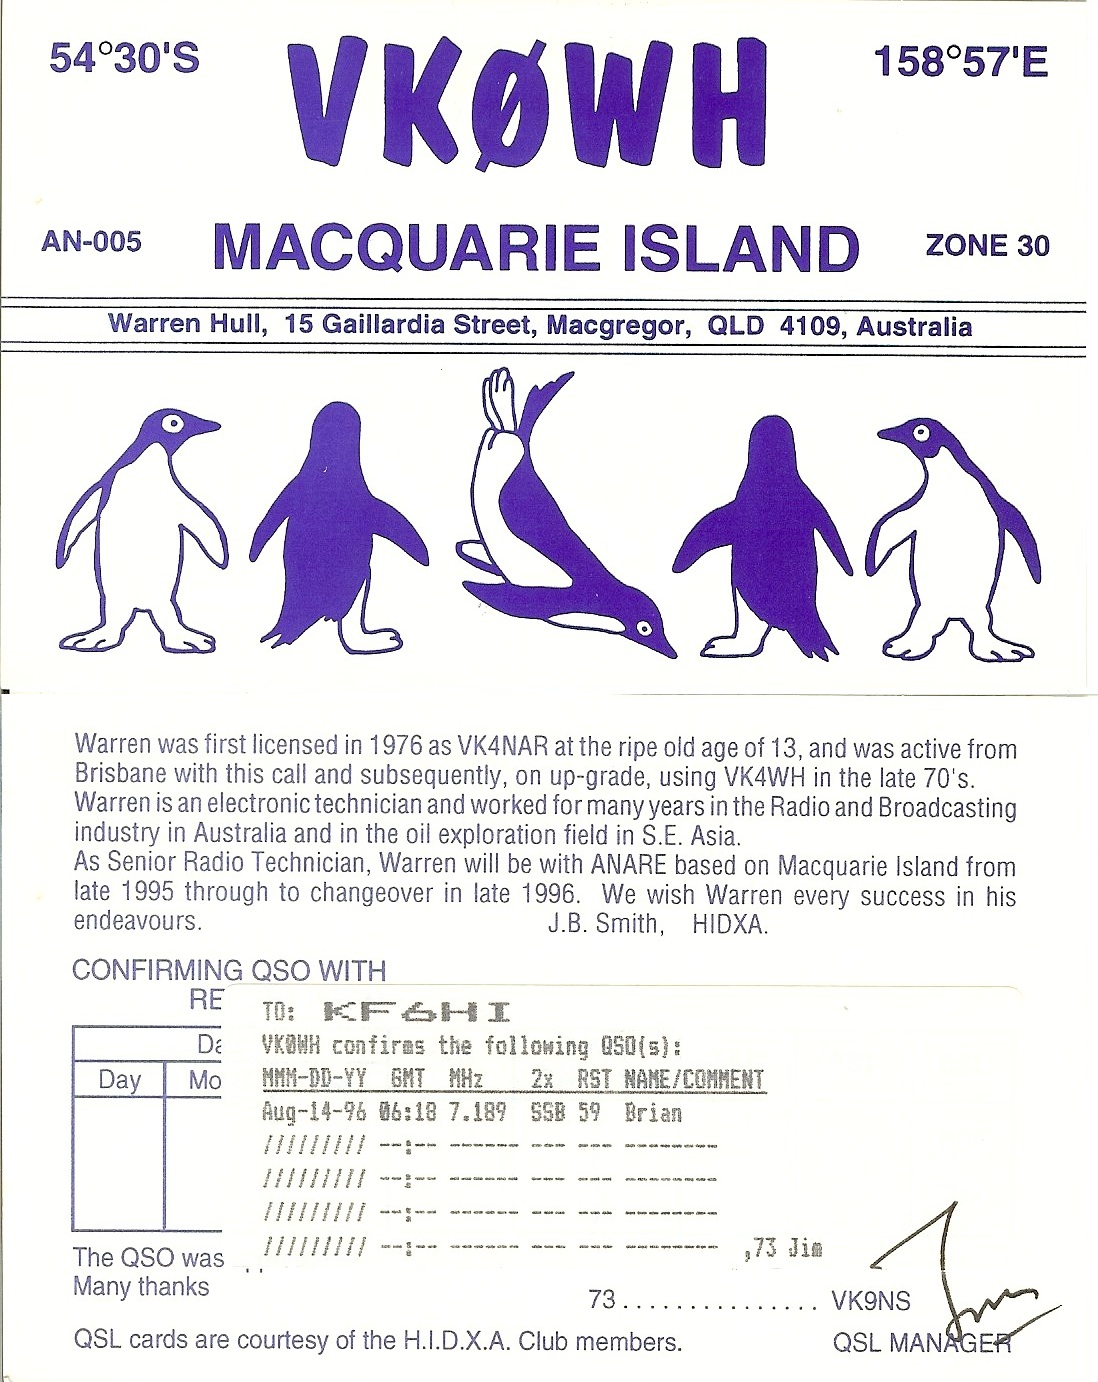 54°30'S VKØWH 158°57'E
AN-005 MACQUARIE ISLAND ZONE 30
Warren Hull, 15 Gaillardia Street, Macgregor, QLD 4109, Australia
Warren was first licensed in 1976 as VK4NAR at the ripe old age of 13, and was active from
Brisbane with this call and subsequently, on up-grade, using VK4WH in the late 70's.
Warren is an electronic technician and worked for many years in the Radio and Broadcasting
industry in Australia and in the oil exploration field in S.E. Asia.
As Senior Radio Technician, Warren will be with ANARE based on Macquarie Island from
late 1995 through to changeover in late 1996. We wish Warren every success in his
endeavours. J.B. Smith, HIDXA.
CONFIRMING QSO WITH
RE
Da
Day Mo
TO: KF6HI
VKØWH confirms the following QSO(s):
MMM-DD-YY GMT MHz 2x RST NAME/COMMENT
Aug-14-96 06:18 7.189 SSB 59 Brian
///////// --:-- ------ --- --- --------
///////// --:-- ------ --- --- --------
///////// --:-- ------ --- --- --------
///////// --:-- ------ --- --- -------- ,73 Jim
The QSO was
Many thanks
73 ................ VK9NS Jim
QSL cards are courtesy of the H.I.D.X.A. Club members. QSL MANAGER